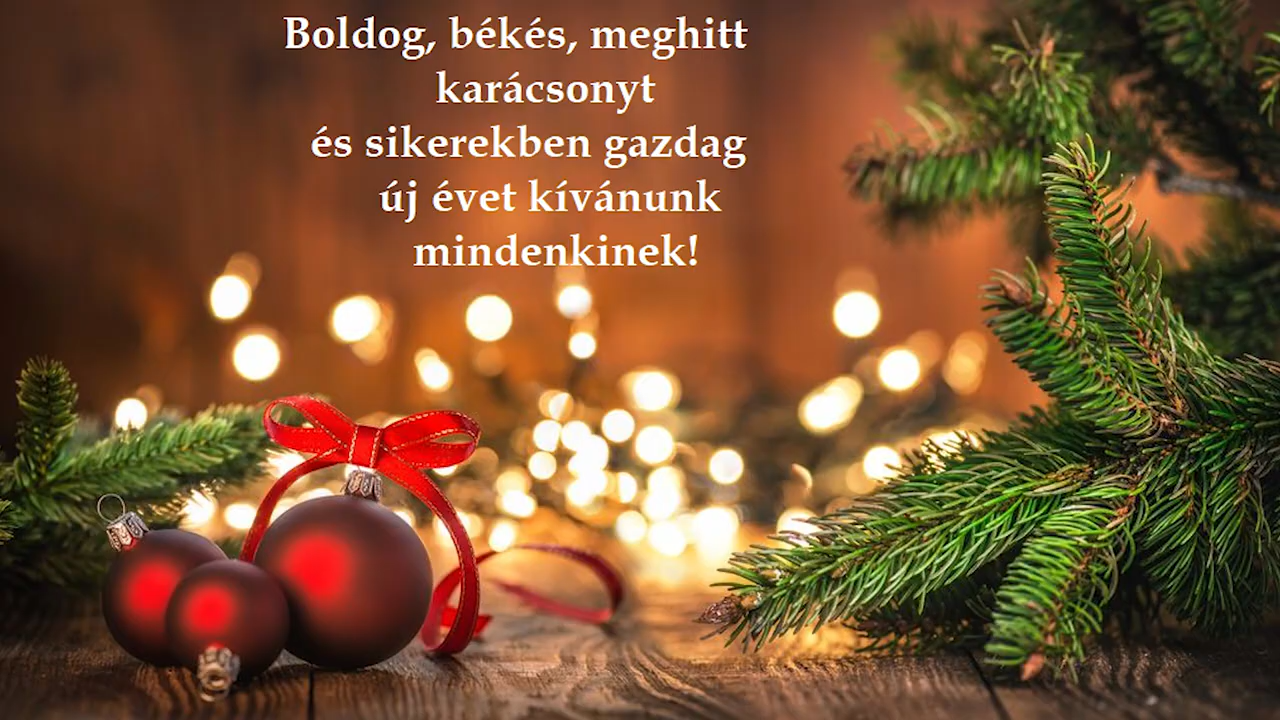 Boldog, békés, meghitt
karácsonyt
és sikerekben gazdag
új évet kívánunk
mindenkinek!